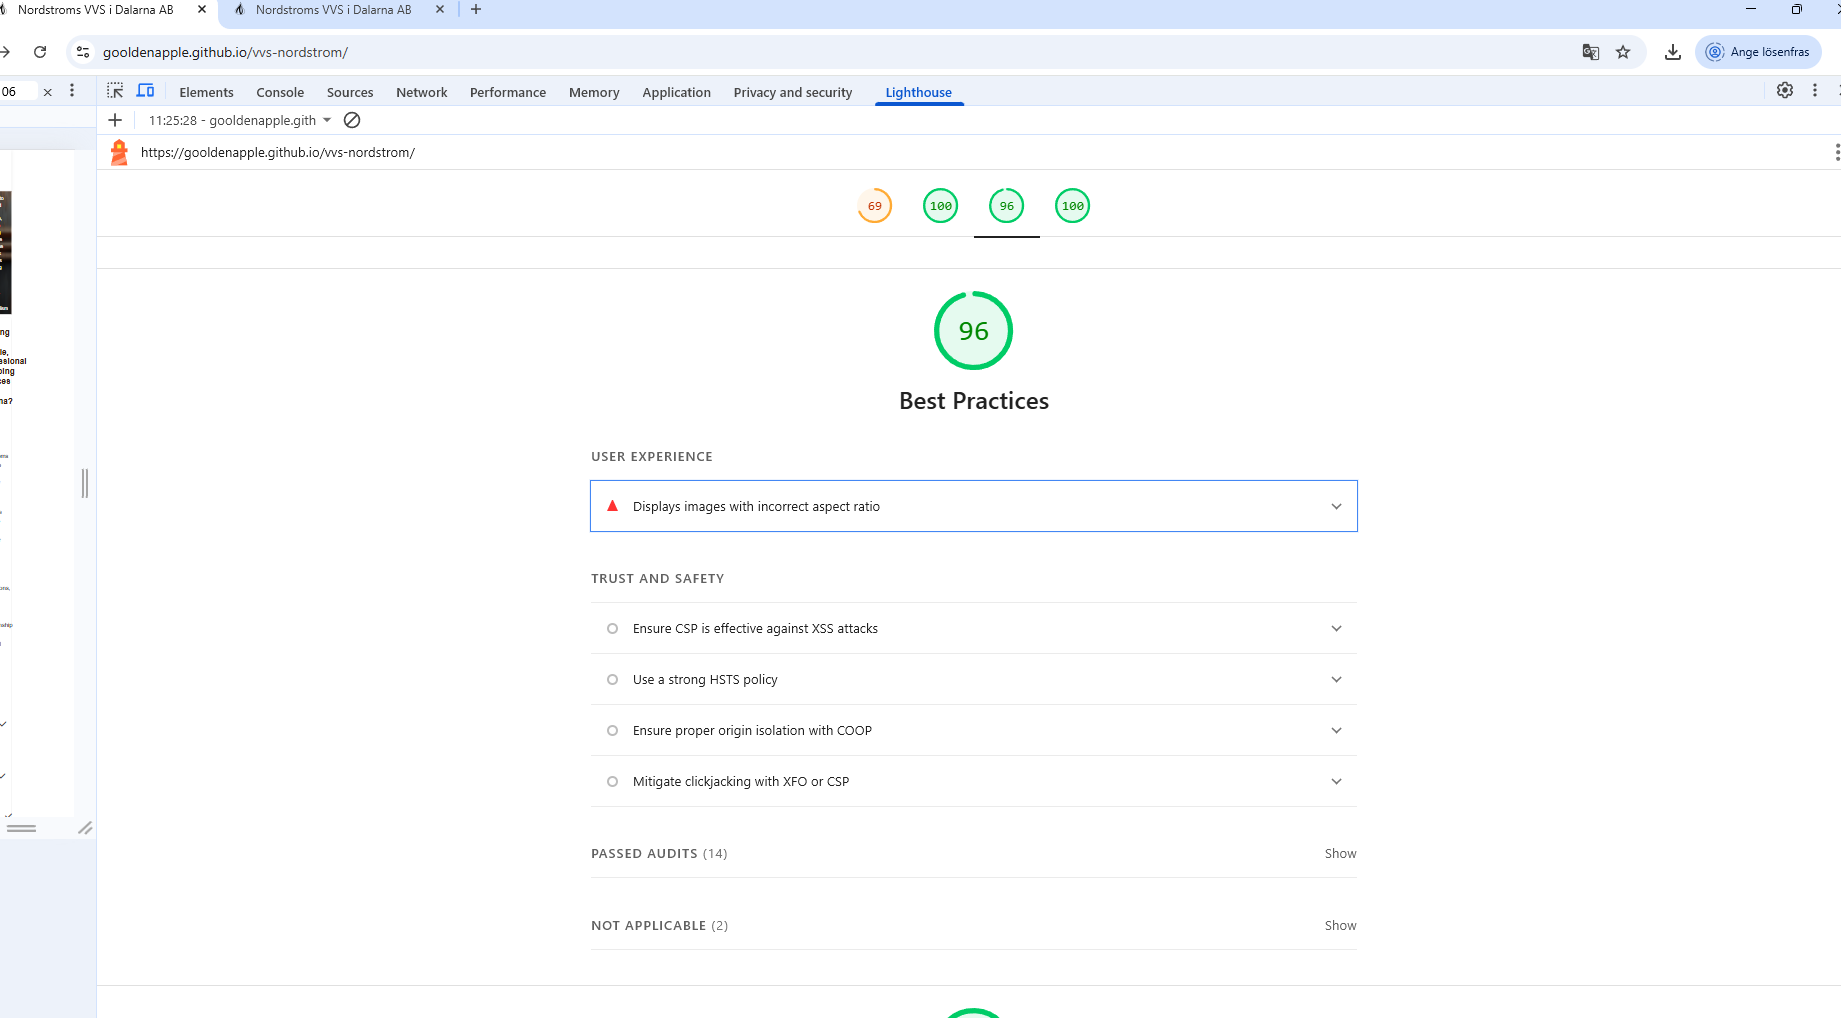 Nordstroms VVS i Dalarna AB
Nordstroms VVS i Dalarna AB
gooldenapple.github.io/vvs-nordstrom/
Ange lösenfras
06
Elements Console Sources Network Performance Memory Application Privacy and security Lighthouse
11:25:28 - gooldenapple.gith
https://gooldenapple.github.io/vvs-nordstrom/
69 100 96 100
96
Best Practices
USER EXPERIENCE
Displays images with incorrect aspect ratio
TRUST AND SAFETY
Ensure CSP is effective against XSS attacks
Use a strong HSTS policy
Ensure proper origin isolation with COOP
Mitigate clickjacking with XFO or CSP
PASSED AUDITS (14) Show
NOT APPLICABLE (2) Show